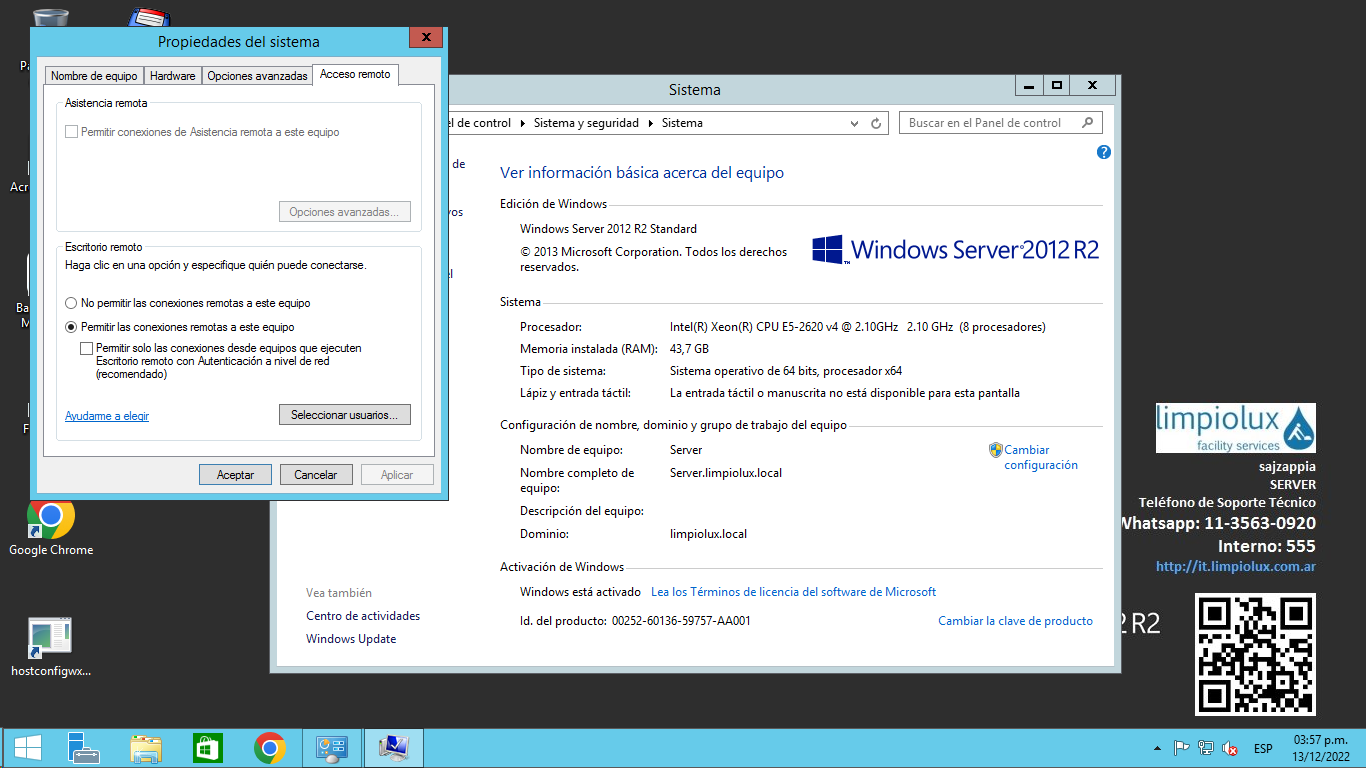 Propiedades del sistema
Nombre de equipo
Hardware
Opciones avanzadas
Acceso remoto
Asistencia remota
Permitir conexiones de Asistencia remota a este equipo
Opciones avanzadas...
Escritorio remoto
Haga clic en una opción y especifique quién puede conectarse.
No permitir las conexiones remotas a este equipo
Permitir las conexiones remotas a este equipo
Permitir solo las conexiones desde equipos que ejecuten
Escritorio remoto con Autenticación a nivel de red
(recomendado)
Ayudarme a elegir
Seleccionar usuarios...
Aceptar
Cancelar
Aplicar
Sistema
el de control
Sistema y seguridad
Sistema
Buscar en el Panel de control
de
vos
Ver información básica acerca del equipo
Edición de Windows
Windows Server 2012 R2 Standard
© 2013 Microsoft Corporation. Todos los derechos
reservados.
Windows Server 2012 R2
Sistema
Procesador: Intel(R) Xeon(R) CPU E5-2620 v4 @ 2.10GHz 2.10 GHz (8 procesadores)
Memoria instalada (RAM): 43,7 GB
Tipo de sistema: Sistema operativo de 64 bits, procesador x64
Lápiz y entrada táctil: La entrada táctil o manuscrita no está disponible para esta pantalla
Configuración de nombre, dominio y grupo de trabajo del equipo
Nombre de equipo: Server
Cambiar
configuración
Nombre completo de
equipo:
Server.limpiolux.local
Descripción del equipo:
Dominio: limpiolux.local
Activación de Windows
Windows está activado Lea los Términos de licencia del software de Microsoft
Id. del producto: 00252-60136-59757-AA001
Cambiar la clave de producto
Vea también
Centro de actividades
Windows Update
Acro
Ba
M
F
Google Chrome
hostconfigwx...
limpiolux
facility services
sajzappia
SERVER
Teléfono de Soporte Técnico
Whatsapp: 11-3563-0920
Interno: 555
http://it.limpiolux.com.ar
2 R2
ESP
03:57 p.m.
13/12/2022